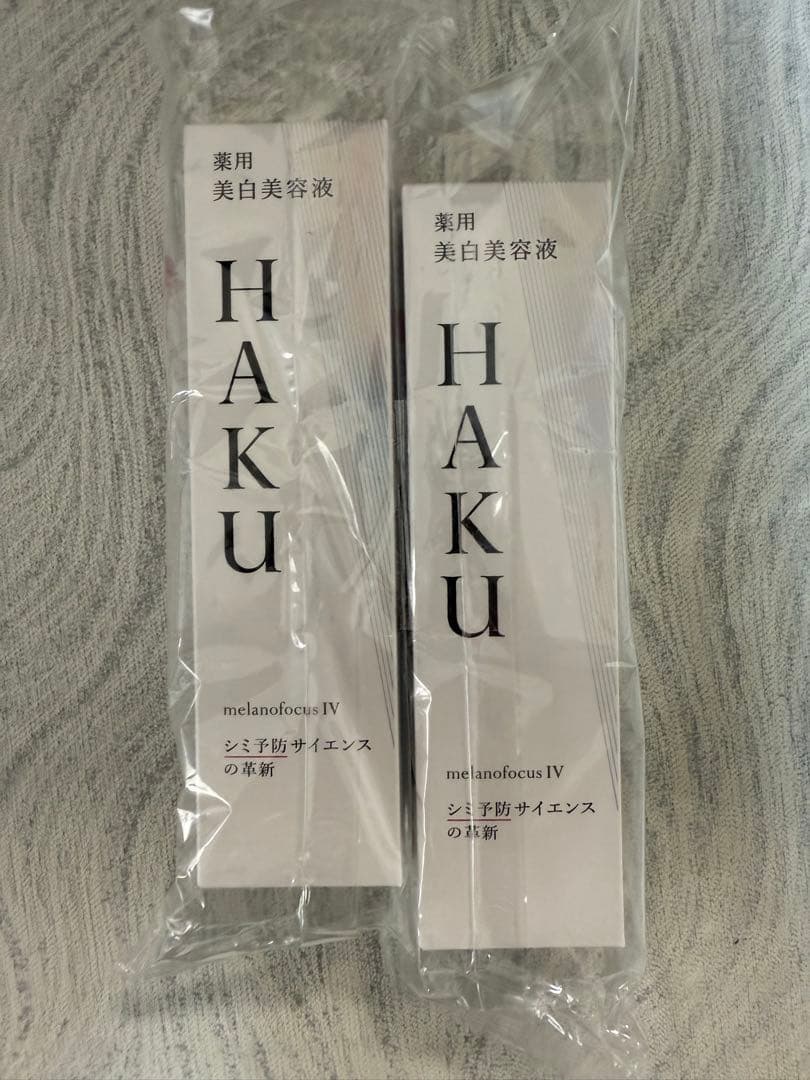 薬用
美白美容液
HAKU
melanofocus IV
シミ予防サイエンス
の革新
薬用
美白美容液
HAKU
melanofocus IV
シミ予防サイエンス
の革新